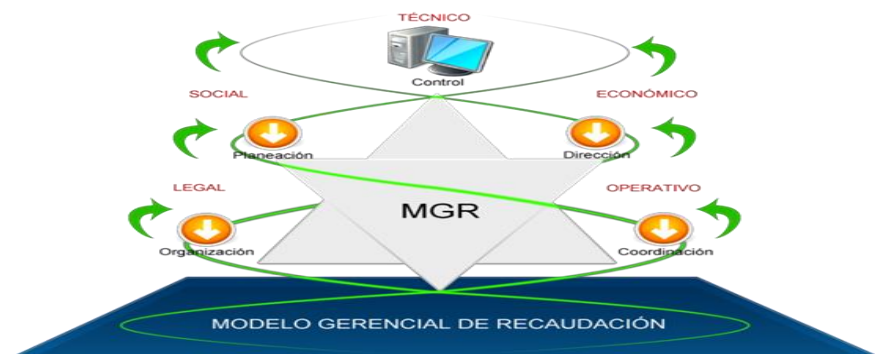 TÉCNICO
Control
SOCIAL
ECONÓMICO
Planeación
Dirección
LEGAL
OPERATIVO
MGR
Organización
Coordinación
MODELO GERENCIAL DE RECAUDACIÓN